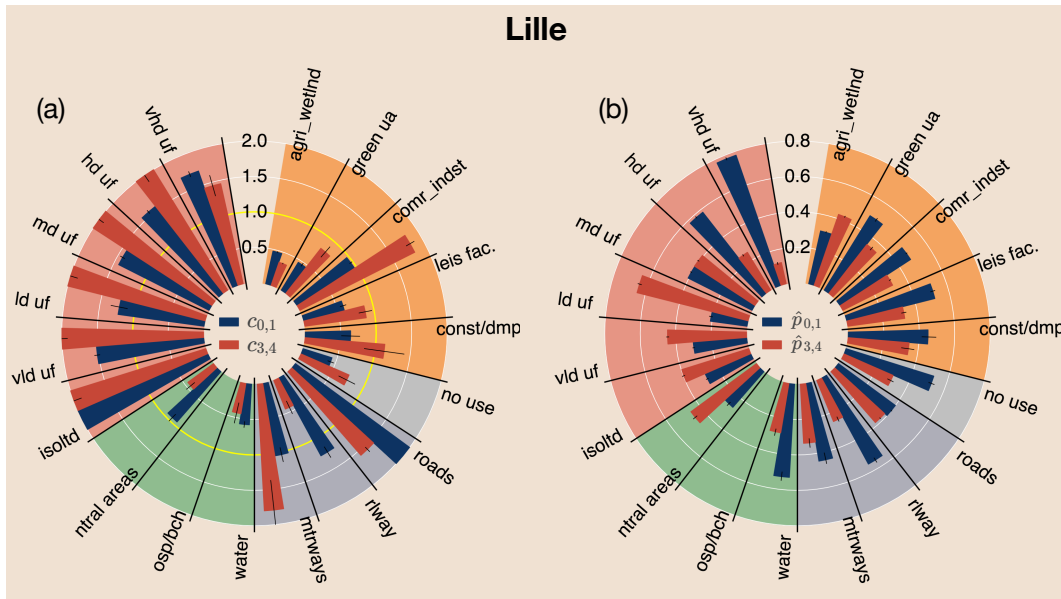 Lille
(a)
vhd uf
hd uf
md uf
ld uf
vld uf
isoltd
ntral areas
osp/bch
water
mtrways
rlway
roads
no use
const/dmp
leis fac.
comr_indst
green ua
agri_wetlnd
2.0
1.5
1.0
0.5
c0,1
c3,4
(b)
vhd uf
hd uf
md uf
ld uf
vld uf
isoltd
ntral areas
osp/bch
water
mtrways
rlway
roads
no use
const/dmp
leis fac.
comr_indst
green ua
agri_wetlnd
0.8
0.6
0.4
0.2
p̂0,1
p̂3,4